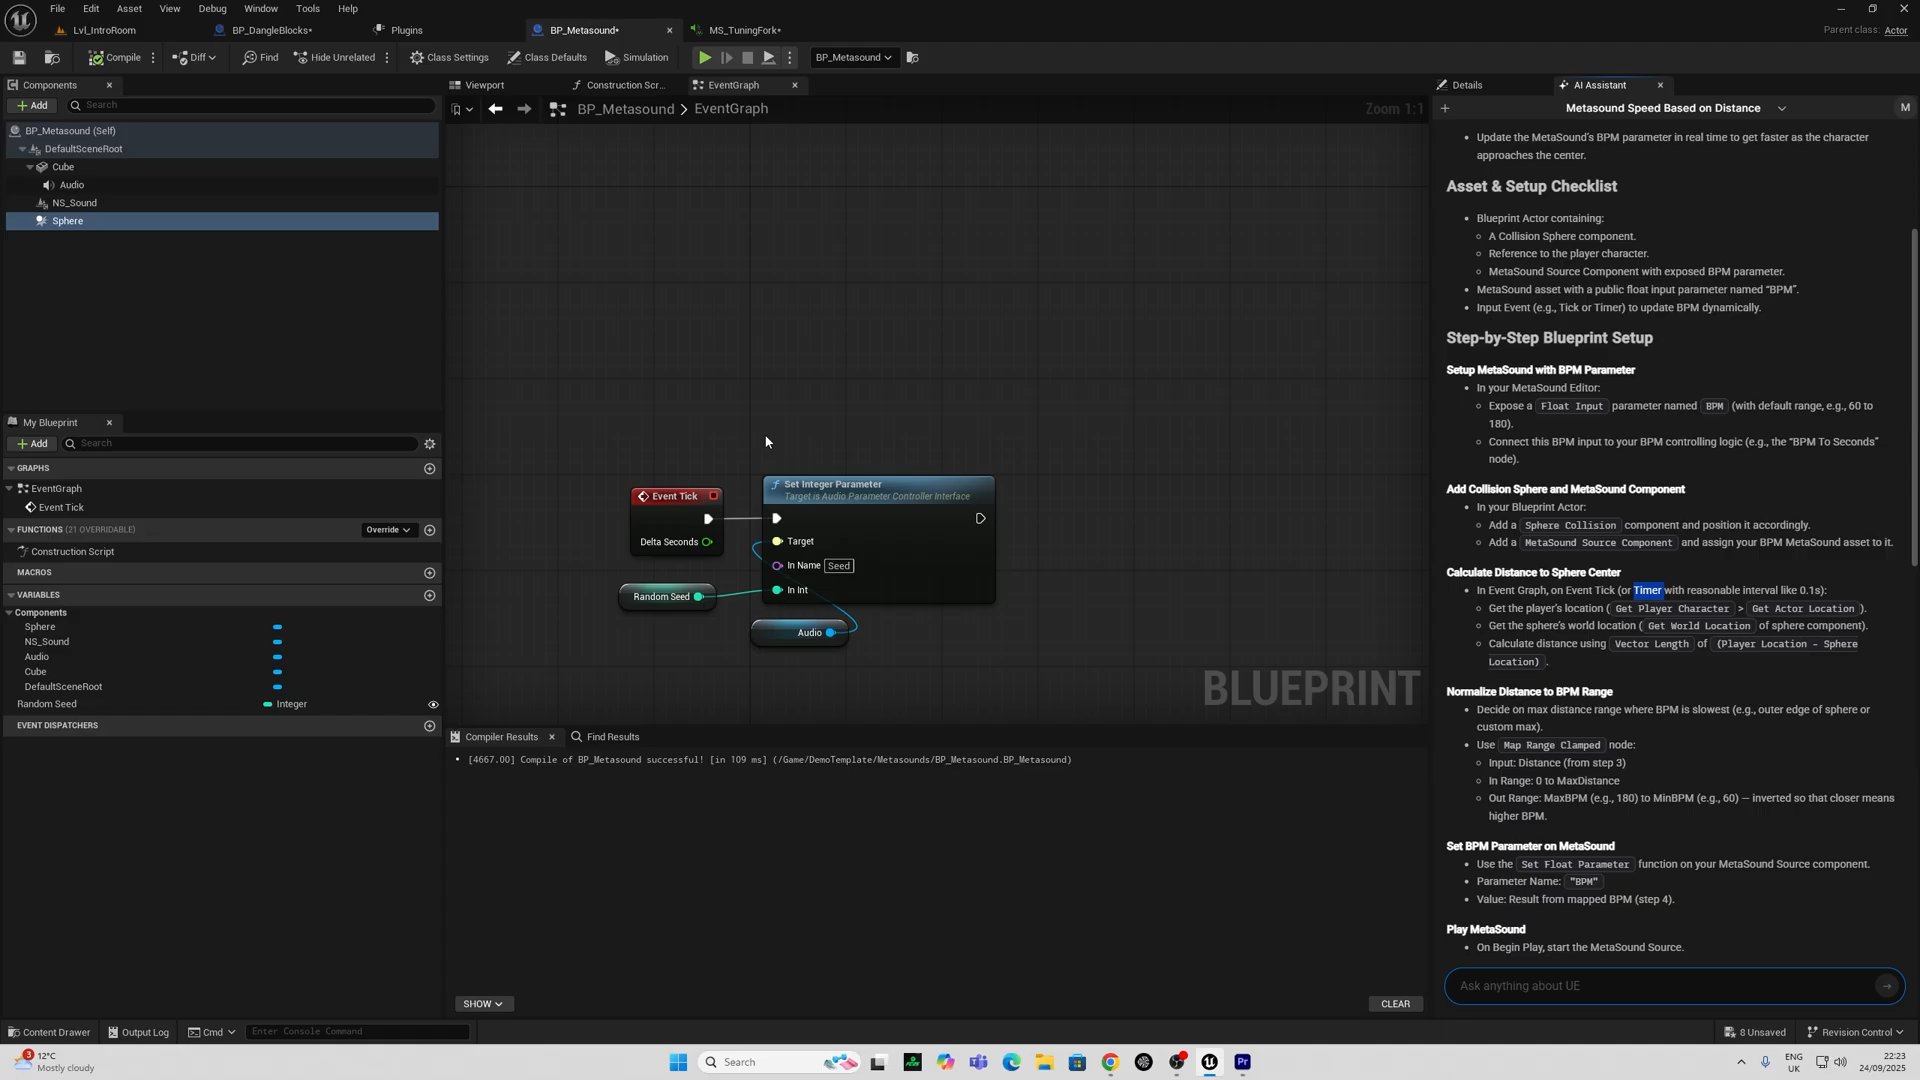 File Edit Asset View Debug Window Tools Help
Lvl_IntroRoom BP_DangleBlocks* Plugins BP_Metasound* MS_TuningFork*
Parent class: Actor
Compile Diff Find Hide Unrelated Class Settings Class Defaults Simulation BP_Metasound
Components
Add Search
BP_Metasound (Self)
DefaultSceneRoot
Cube
Audio
NS_Sound
Sphere
My Blueprint
Add Search
GRAPHS
EventGraph
Event Tick
FUNCTIONS (21 OVERRIDABLE) Override
Construction Script
MACROS
VARIABLES
Components
Sphere
NS_Sound
Audio
Cube
DefaultSceneRoot
Random Seed Integer
EVENT DISPATCHERS
Viewport Construction Scr... EventGraph
BP_Metasound > EventGraph Zoom 1:1
Event Tick
Delta Seconds
Set Integer Parameter
Target is Audio Parameter Controller Interface
Target
In Name Seed
In Int
Random Seed
Audio
BLUEPRINT
Compiler Results Find Results
• [4667.00] Compile of BP_Metasound successful! [in 109 ms] (/Game/DemoTemplate/Metasounds/BP_Metasound.BP_Metasound)
SHOW CLEAR
Details AI Assistant
Metasound Speed Based on Distance M
• Update the MetaSound's BPM parameter in real time to get faster as the character
approaches the center.
Asset & Setup Checklist
• Blueprint Actor containing:
A Collision Sphere component.
Reference to the player character.
MetaSound Source Component with exposed BPM parameter.
• MetaSound asset with a public float input parameter named “BPM”.
• Input Event (e.g., Tick or Timer) to update BPM dynamically.
Step-by-Step Blueprint Setup
Setup MetaSound with BPM Parameter
• In your MetaSound Editor:
Expose a Float Input parameter named BPM (with default range, e.g., 60 to
180).
Connect this BPM input to your BPM controlling logic (e.g., the “BPM To Seconds”
node).
Add Collision Sphere and MetaSound Component
• In your Blueprint Actor:
Add a Sphere Collision component and position it accordingly.
Add a MetaSound Source Component and assign your BPM MetaSound asset to it.
Calculate Distance to Sphere Center
• In Event Graph, on Event Tick (or Timer with reasonable interval like 0.1s):
Get the player's location ( Get Player Character > Get Actor Location ).
Get the sphere's world location ( Get World Location of sphere component).
Calculate distance using Vector Length of (Player Location - Sphere
Location) .
Normalize Distance to BPM Range
• Decide on max distance range where BPM is slowest (e.g., outer edge of sphere or
custom max).
• Use Map Range Clamped node:
Input: Distance (from step 3)
In Range: 0 to MaxDistance
Out Range: MaxBPM (e.g., 180) to MinBPM (e.g., 60) — inverted so that closer means
higher BPM.
Set BPM Parameter on MetaSound
• Use the Set Float Parameter function on your MetaSound Source component.
• Parameter Name: "BPM"
• Value: Result from mapped BPM (step 4).
Play MetaSound
• On Begin Play, start the MetaSound Source.
Ask anything about UE
Content Drawer Output Log Cmd Enter Console Command 8 Unsaved Revision Control
3 12°C
Mostly cloudy
Search
ENG
UK
22:23
24/09/2025